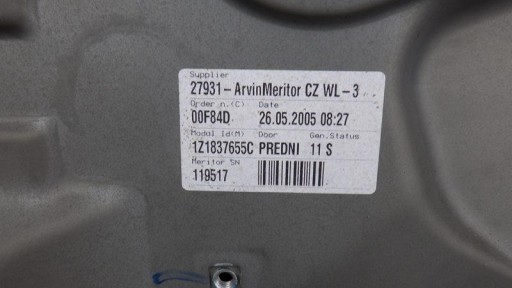 Supplier
27931-ArvinMeritor CZ WL-3
Order n.(C) Date
00F84D 26.05.2005 08:27
Modul Id(M) Door Gen.Status
1Z1837655C PREDNI 11 S
Meritor SN
119517